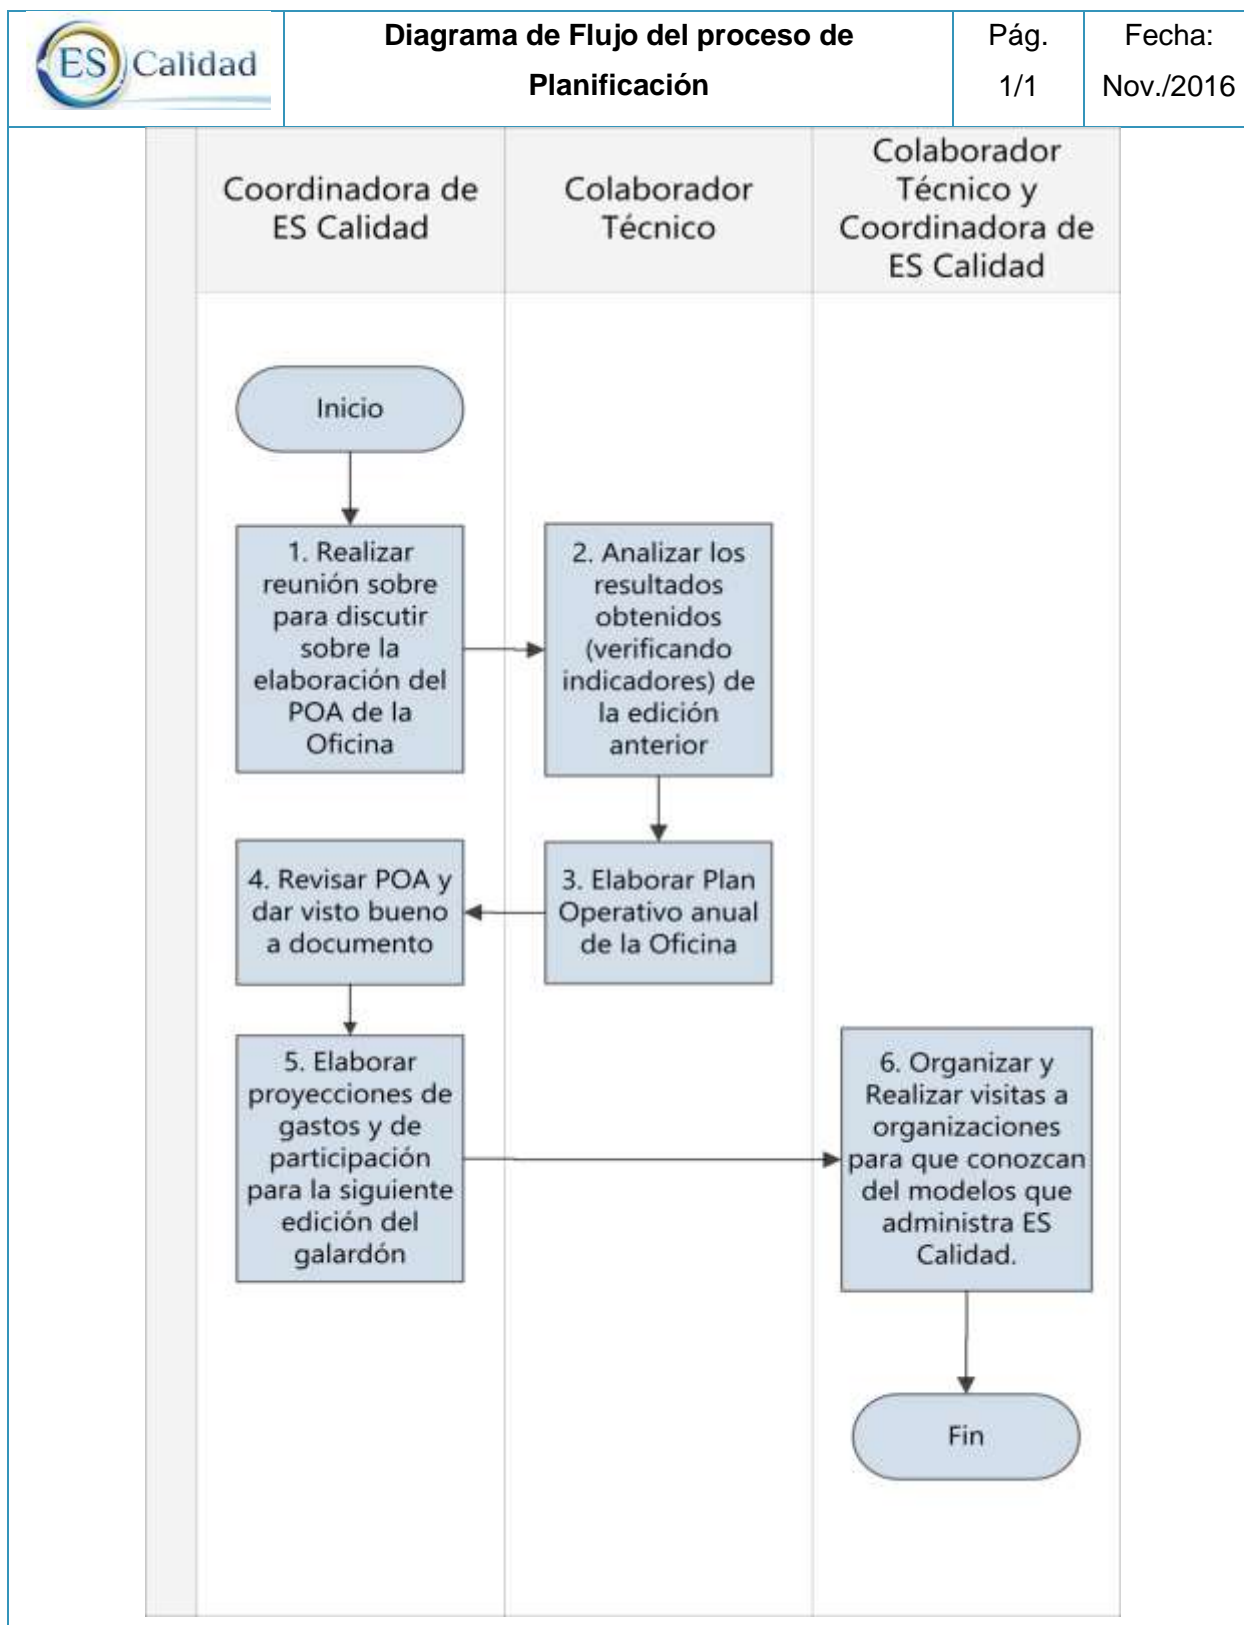 ES Calidad
Diagrama de Flujo del proceso de
Planificación
Pág.
1/1
Fecha:
Nov./2016
Coordinadora de
ES Calidad
Colaborador
Técnico
Colaborador
Técnico y
Coordinadora de
ES Calidad
Inicio
1. Realizar
reunión sobre
para discutir
sobre la
elaboración del
POA de la
Oficina
2. Analizar los
resultados
obtenidos
(verificando
indicadores) de
la edición
anterior
3. Elaborar Plan
Operativo anual
de la Oficina
4. Revisar POA y
dar visto bueno
a documento
5. Elaborar
proyecciones de
gastos y de
participación
para la siguiente
edición del
galardón
6. Organizar y
Realizar visitas a
organizaciones
para que conozcan
del modelos que
administra ES
Calidad.
Fin